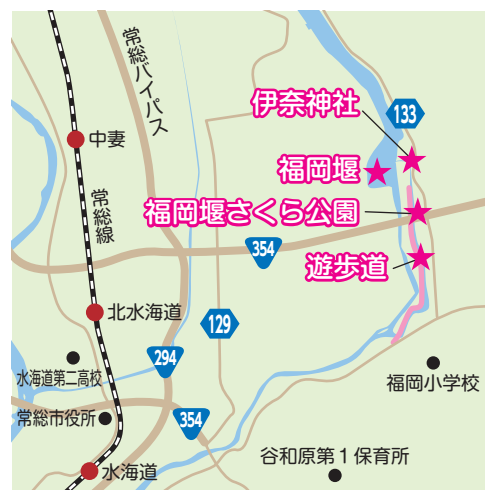 常総バイパス
伊奈神社
133
中妻
福岡堰
常総線
福岡堰さくら公園
354
遊歩道
北水海道
129
294
水海道第二高校
福岡小学校
常総市役所
354
谷和原第1保育所
水海道